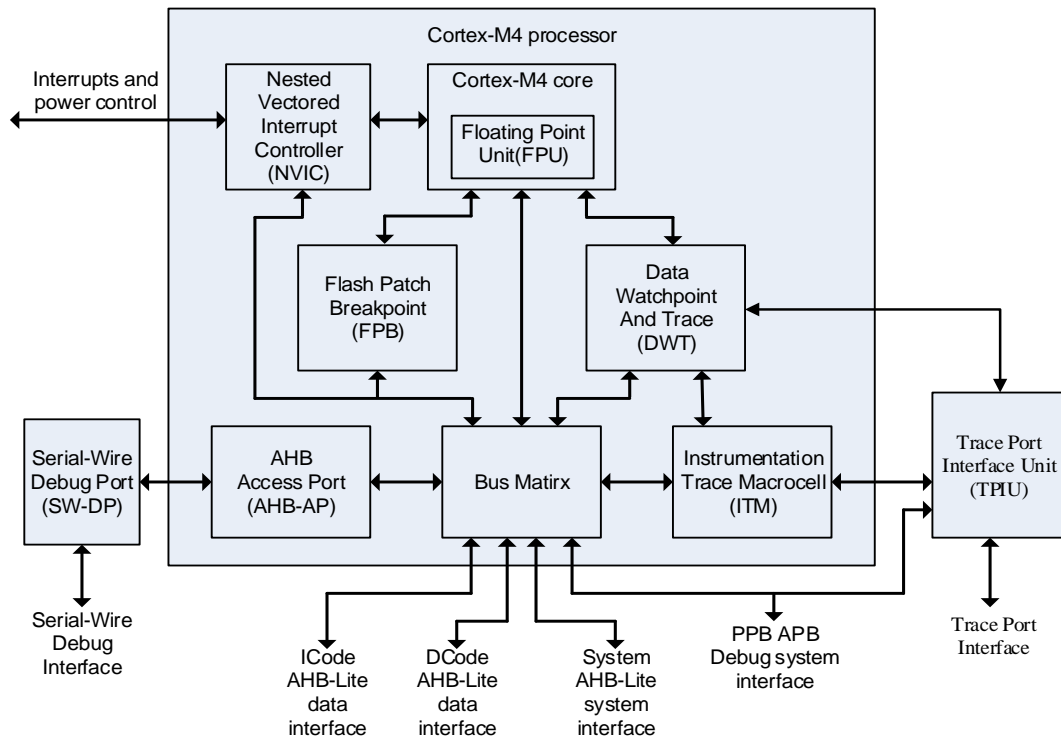 Cortex-M4 processor
Interrupts and
power control
Nested
Vectored
Interrupt
Controller
(NVIC)
Cortex-M4 core
Floating Point
Unit(FPU)
Flash Patch
Breakpoint
(FPB)
Data
Watchpoint
And Trace
(DWT)
Serial-Wire
Debug Port
(SW-DP)
AHB
Access Port
(AHB-AP)
Bus Matirx
Instrumentation
Trace Macrocell
(ITM)
Trace Port
Interface Unit
(TPIU)
Serial-Wire
Debug
Interface
ICode
AHB-Lite
data
interface
DCode
AHB-Lite
data
interface
System
AHB-Lite
system
interface
PPB APB
Debug system
interface
Trace Port
Interface